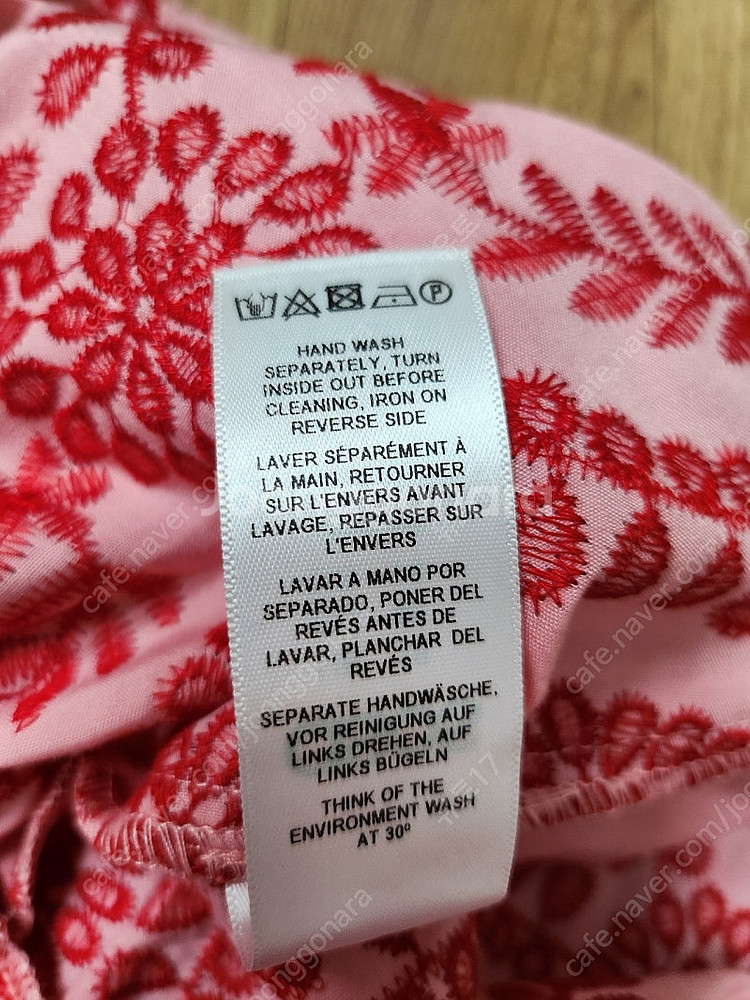 P
HAND WASH
SEPARATELY, TURN
INSIDE OUT BEFORE
CLEANING, IRON ON
REVERSE SIDE
LAVER SÉPARÉMENT À
LA MAIN, RETOURNER
SUR L'ENVERS AVANT
LAVAGE, REPASSER SUR
L'ENVERS
LAVAR A MANO POR
SEPARADO, PONER DEL
REVÉS ANTES DE
LAVAR, PLANCHAR DEL
REVÉS
SEPARATE HANDWÄSCHE,
VOR REINIGUNG AUF
LINKS DREHEN, AUF
LINKS BÜGELN
THINK OF THE
ENVIRONMENT WASH
AT 30º